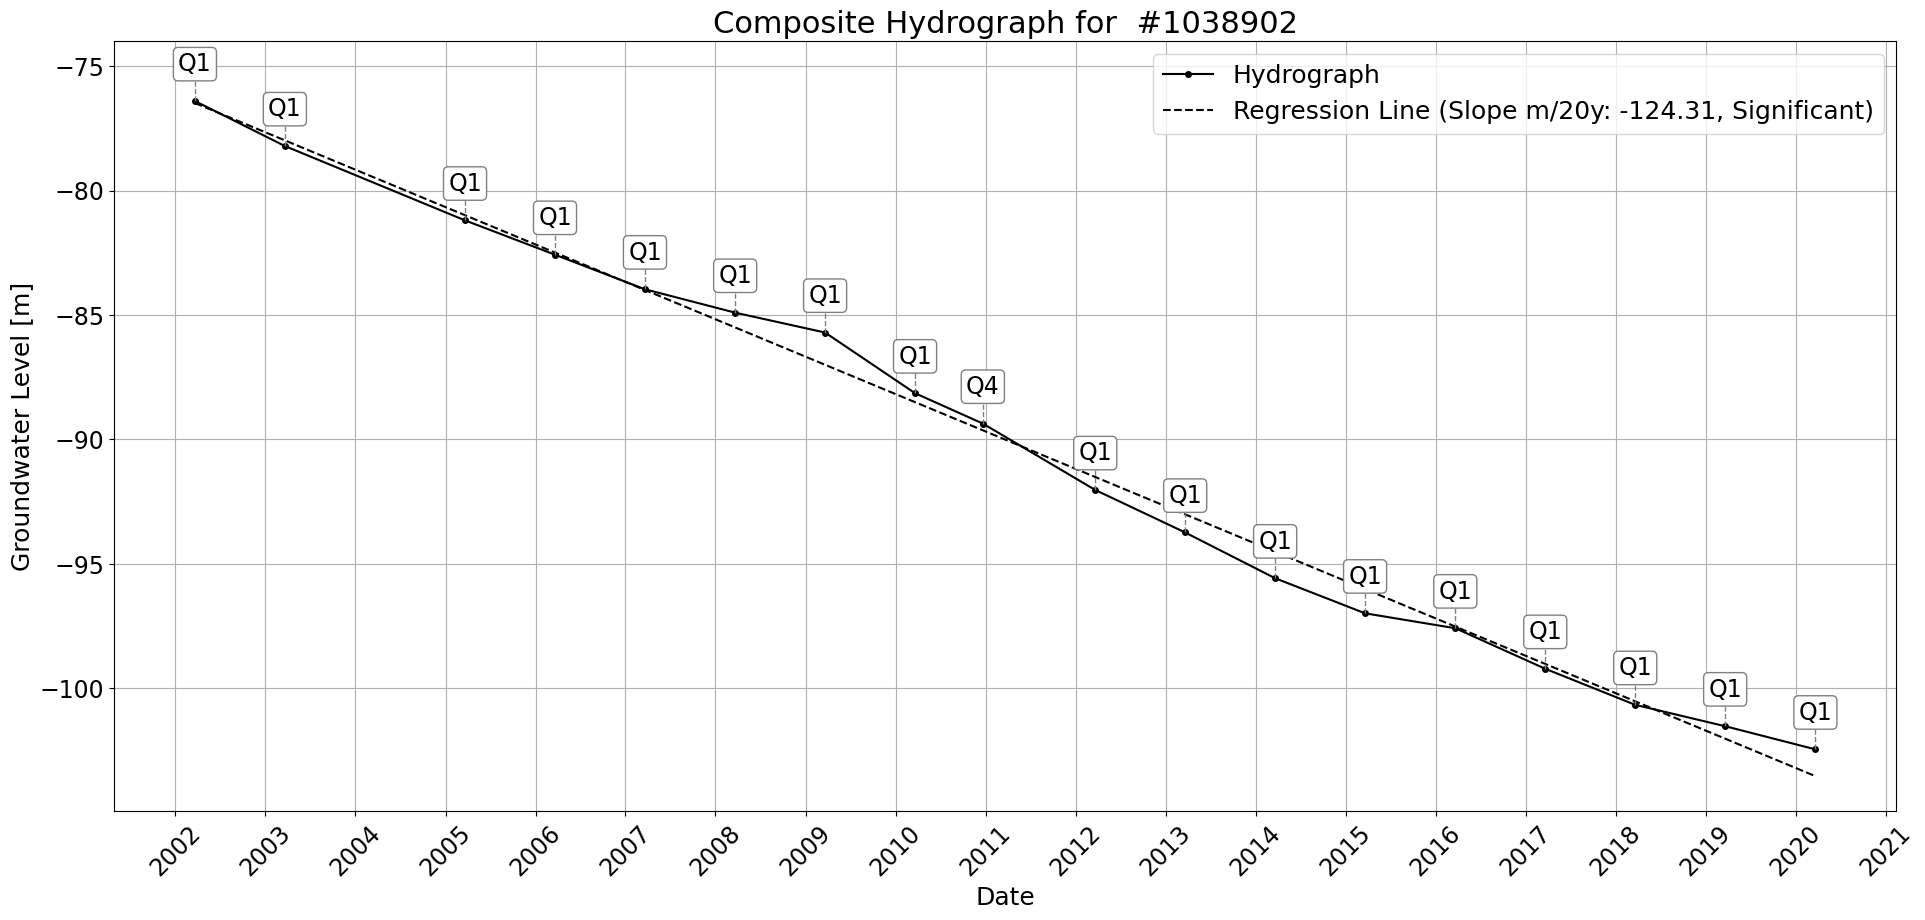 Composite Hydrograph for  #1038902
Hydrograph
Regression Line (Slope m/20y: -124.31, Significant)
Groundwater Level [m]
−75
−80
−85
−90
−95
−100
Q1
Q1
Q1
Q1
Q1
Q1
Q1
Q1
Q4
Q1
Q1
Q1
Q1
Q1
Q1
Q1
Q1
Q1
2002
2003
2004
2005
2006
2007
2008
2009
2010
2011
2012
2013
2014
2015
2016
2017
2018
2019
2020
2021
Date